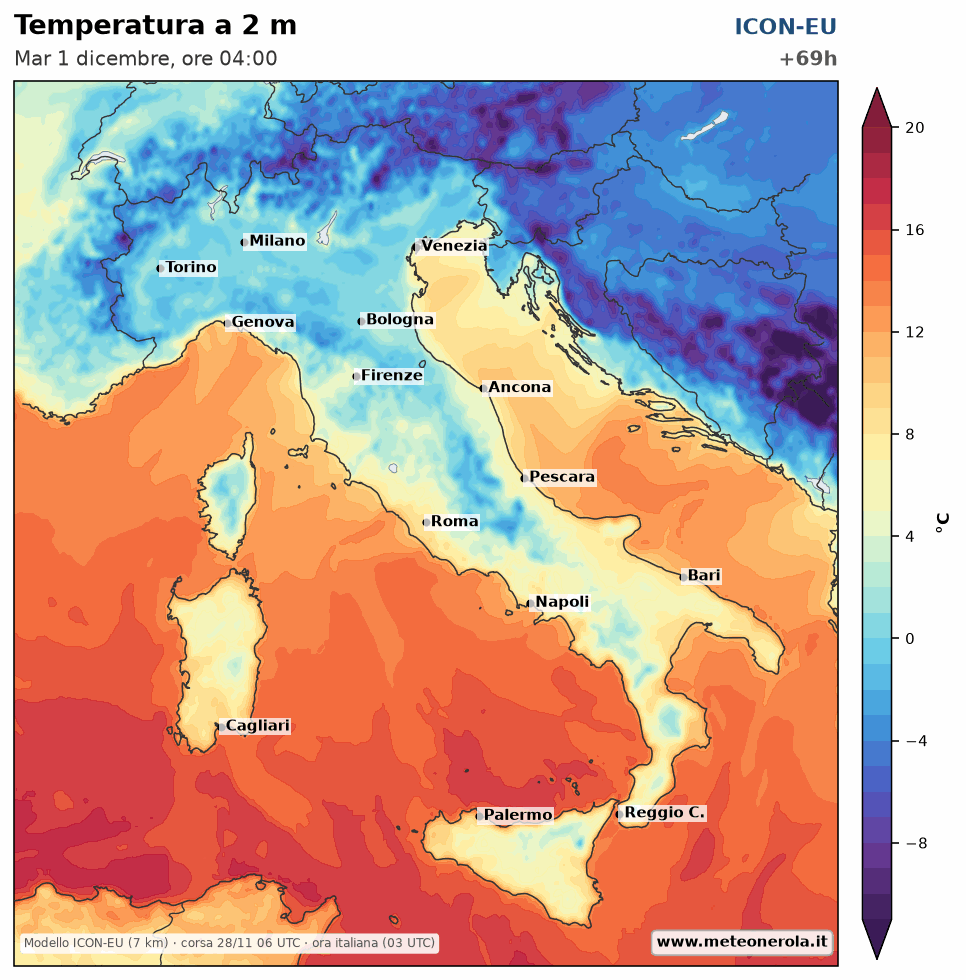 Temperatura a 2 m
ICON-EU
Mar 1 dicembre, ore 04:00
+69h
20
16
12
8
4
0
−4
−8
°C
Milano
Venezia
Torino
Genova
Bologna
Firenze
Ancona
Pescara
Roma
Bari
Napoli
Cagliari
Palermo
Reggio C.
Modello ICON-EU (7 km) · corsa 28/11 06 UTC · ora italiana (03 UTC)
www.meteonerola.it